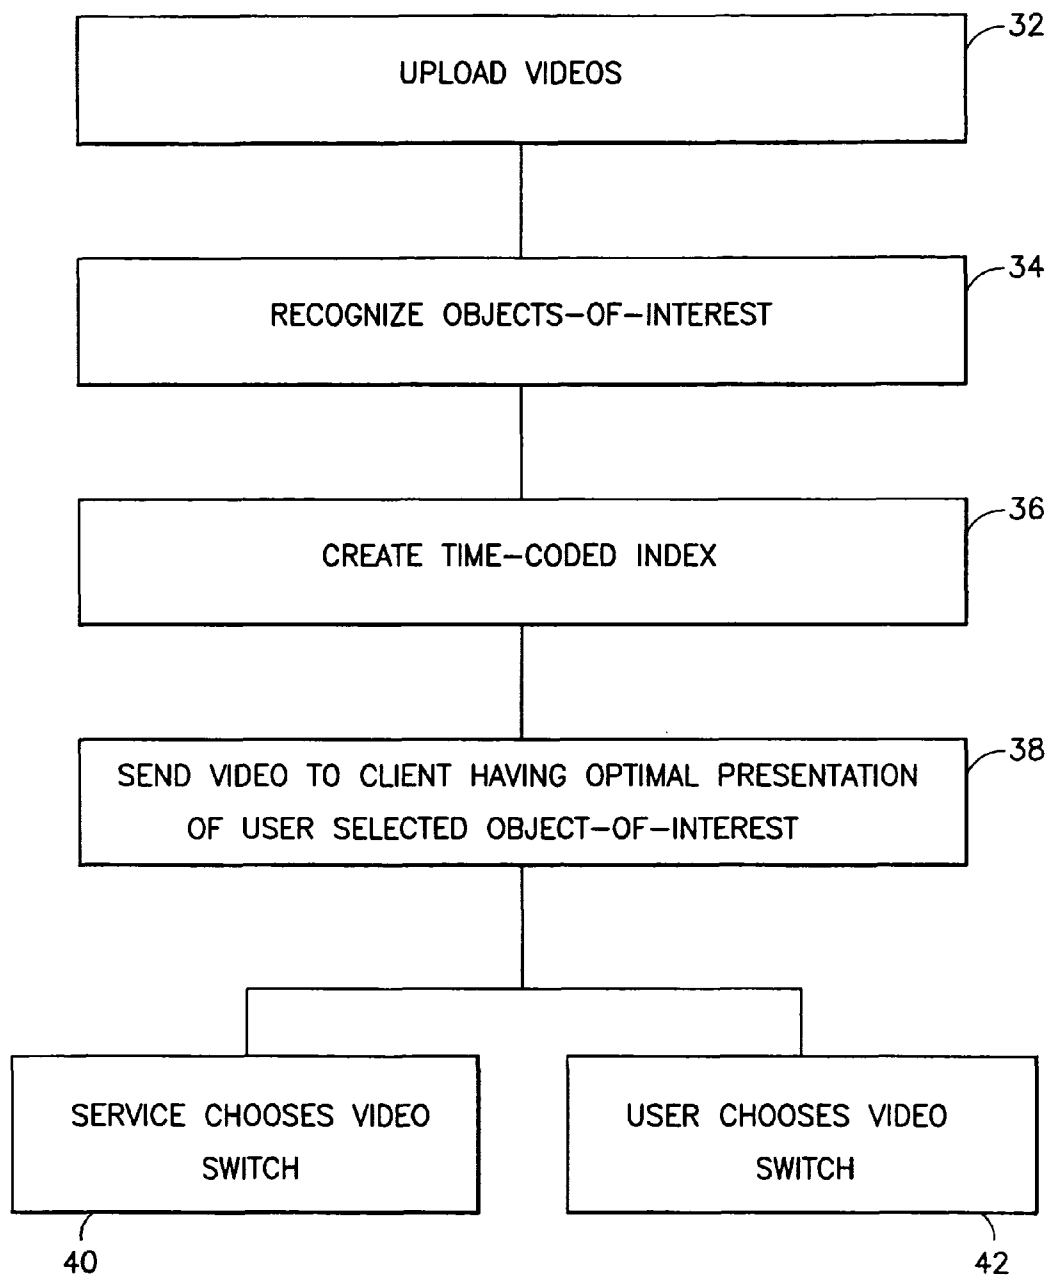 32
UPLOAD VIDEOS
34
RECOGNIZE OBJECTS-OF-INTEREST
36
CREATE TIME-CODED INDEX
38
SEND VIDEO TO CLIENT HAVING OPTIMAL PRESENTATION
OF USER SELECTED OBJECT-OF-INTEREST
SERVICE CHOOSES VIDEO
SWITCH
40
USER CHOOSES VIDEO
SWITCH
42